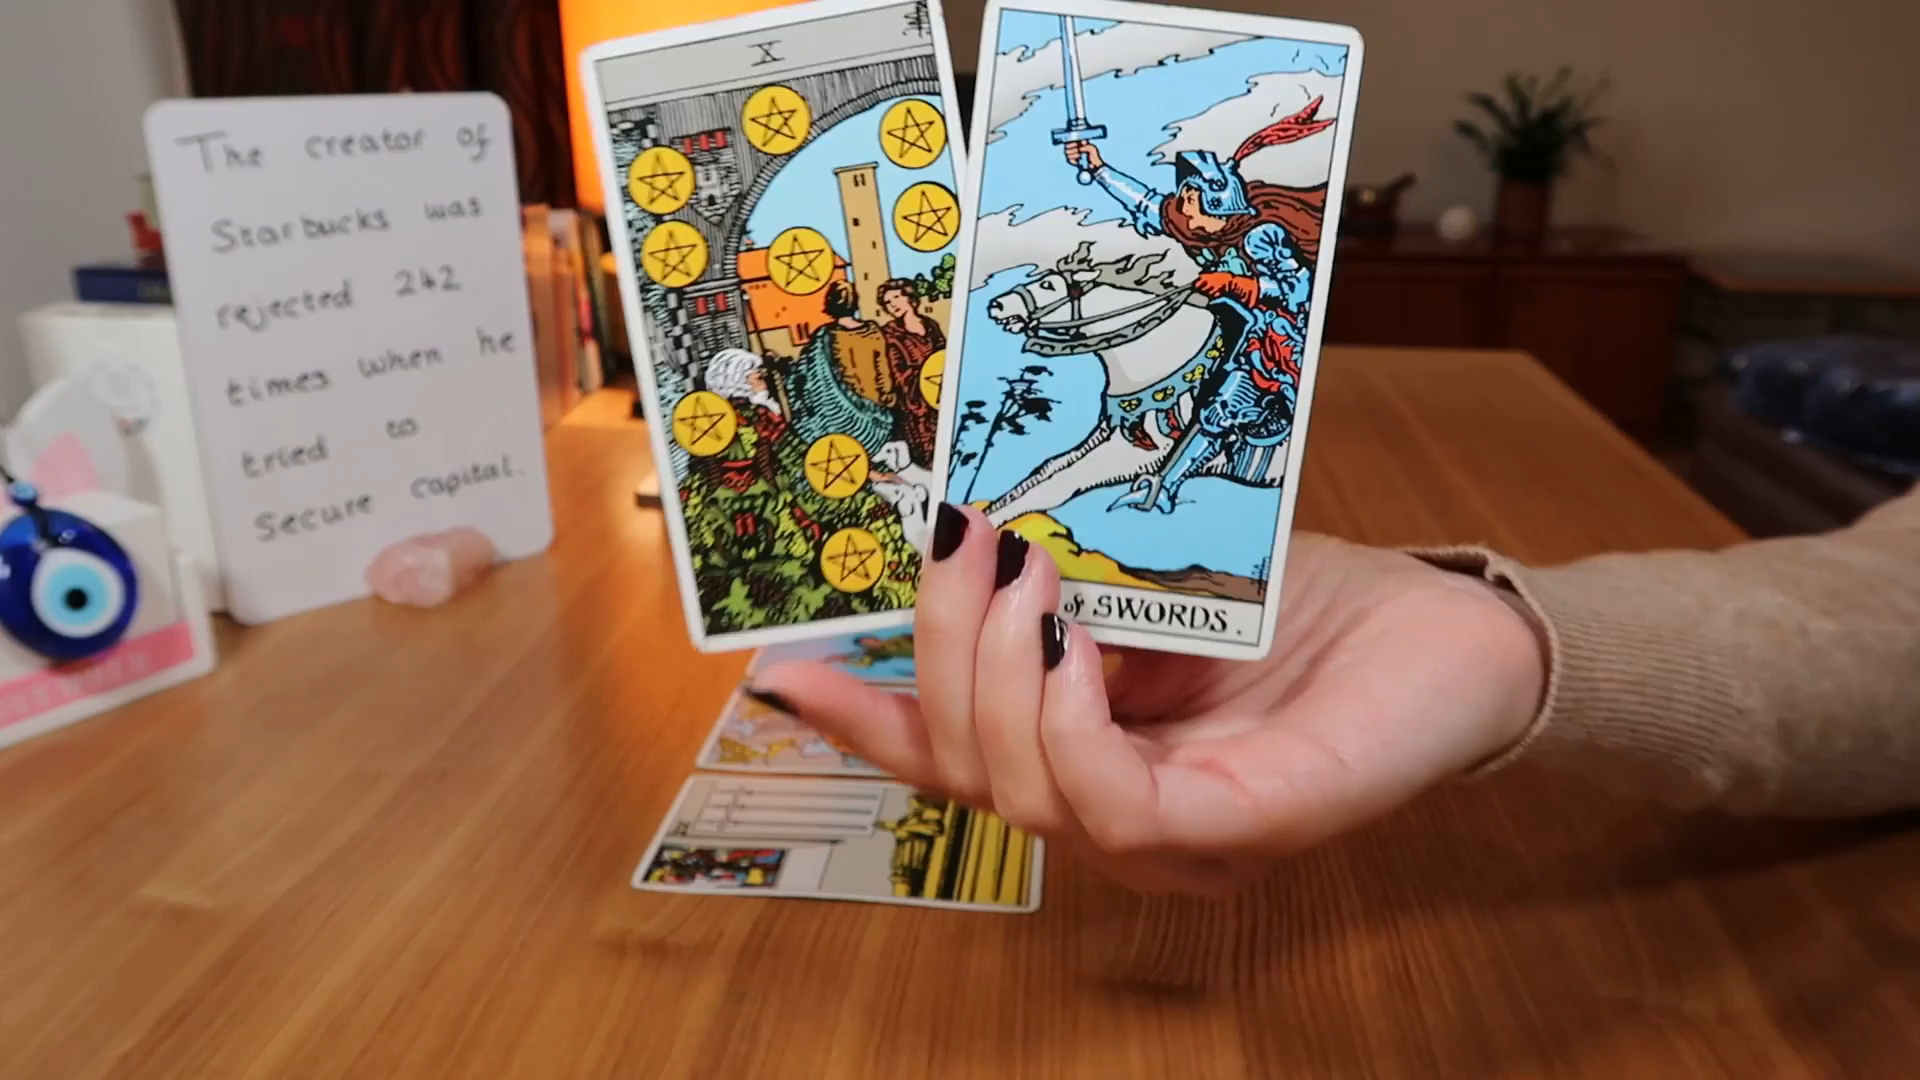 The creator of
Starbucks was
rejected 242
times when he
tried to
Secure capital.
X
of SWORDS.